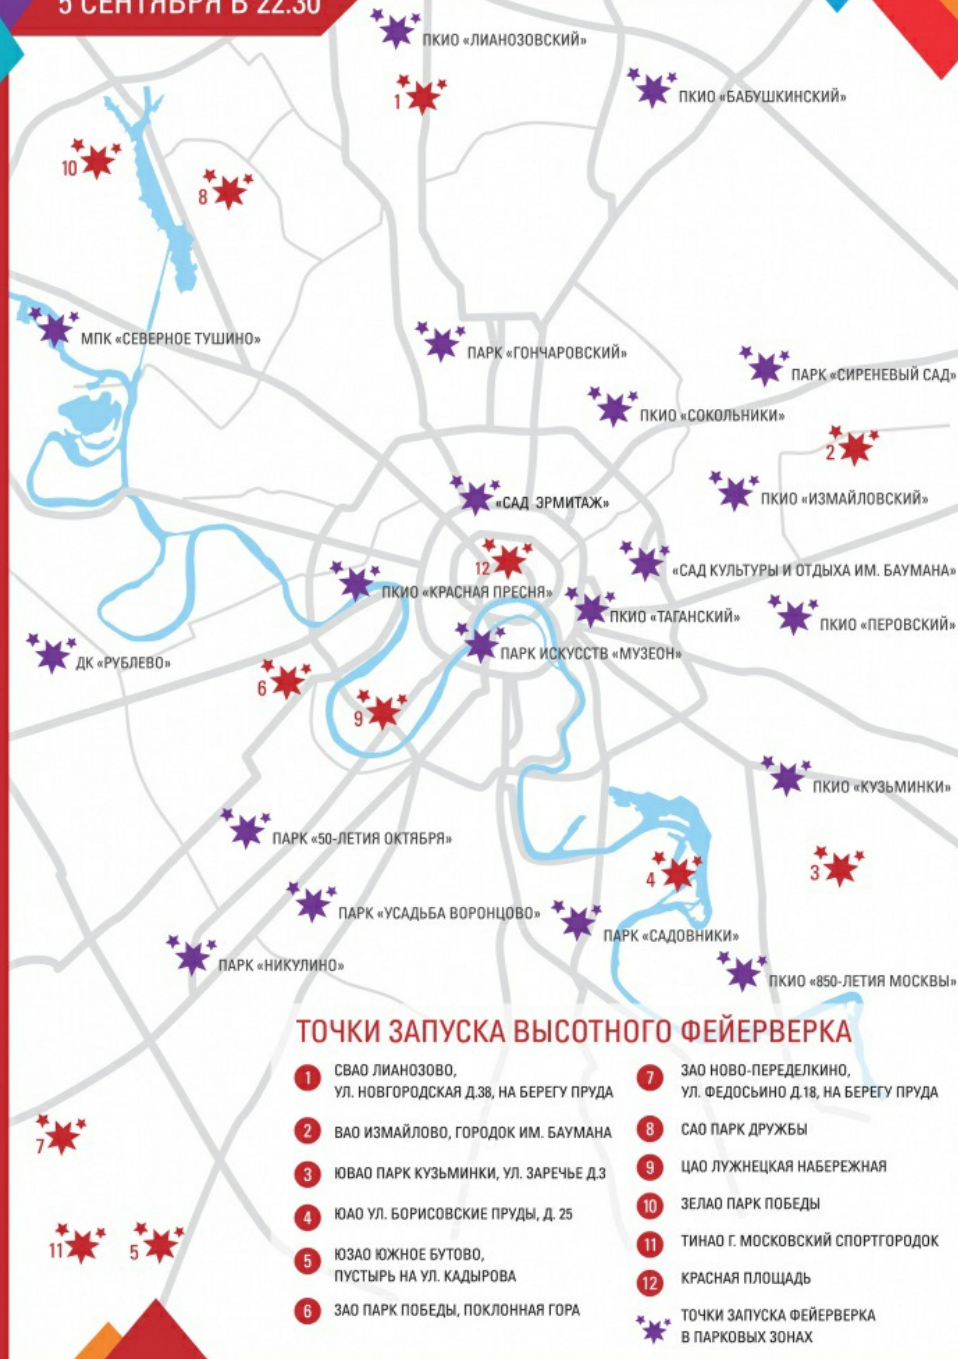 5 СЕНТЯБРЯ В 22.30
ПКИО «ЛИАНОЗОВСКИЙ»
1
ПКИО «БАБУШКИНСКИЙ»
10
8
МПК «СЕВЕРНОЕ ТУШИНО»
ПАРК «ГОНЧАРОВСКИЙ»
ПАРК «СИРЕНЕВЫЙ САД»
ПКИО «СОКОЛЬНИКИ»
2
«САД ЭРМИТАЖ»
ПКИО «ИЗМАЙЛОВСКИЙ»
12
«САД КУЛЬТУРЫ И ОТДЫХА ИМ. БАУМАНА»
ПКИО «КРАСНАЯ ПРЕСНЯ»
ПКИО «ТАГАНСКИЙ»
ПКИО «ПЕРОВСКИЙ»
ДК «РУБЛЕВО»
ПАРК ИСКУССТВ «МУЗЕОН»
6
9
ПКИО «КУЗЬМИНКИ»
ПАРК «50-ЛЕТИЯ ОКТЯБРЯ»
4
3
ПАРК «УСАДЬБА ВОРОНЦОВО»
ПАРК «САДОВНИКИ»
ПАРК «НИКУЛИНО»
ПКИО «850-ЛЕТИЯ МОСКВЫ»
7
11
5
ТОЧКИ ЗАПУСКА ВЫСОТНОГО ФЕЙЕРВЕРКА
1 СВАО ЛИАНОЗОВО,
УЛ. НОВГОРОДСКАЯ Д.38, НА БЕРЕГУ ПРУДА
2 ВАО ИЗМАЙЛОВО, ГОРОДОК ИМ. БАУМАНА
3 ЮВАО ПАРК КУЗЬМИНКИ, УЛ. ЗАРЕЧЬЕ Д.3
4 ЮАО УЛ. БОРИСОВСКИЕ ПРУДЫ, Д. 25
5 ЮЗАО ЮЖНОЕ БУТОВО,
ПУСТЫРЬ НА УЛ. КАДЫРОВА
6 ЗАО ПАРК ПОБЕДЫ, ПОКЛОННАЯ ГОРА
7 ЗАО НОВО-ПЕРЕДЕЛКИНО,
УЛ. ФЕДОСЬИНО Д.18, НА БЕРЕГУ ПРУДА
8 САО ПАРК ДРУЖБЫ
9 ЦАО ЛУЖНЕЦКАЯ НАБЕРЕЖНАЯ
10 ЗЕЛАО ПАРК ПОБЕДЫ
11 ТИНАО Г. МОСКОВСКИЙ СПОРТГОРОДОК
12 КРАСНАЯ ПЛОЩАДЬ
ТОЧКИ ЗАПУСКА ФЕЙЕРВЕРКА
В ПАРКОВЫХ ЗОНАХ